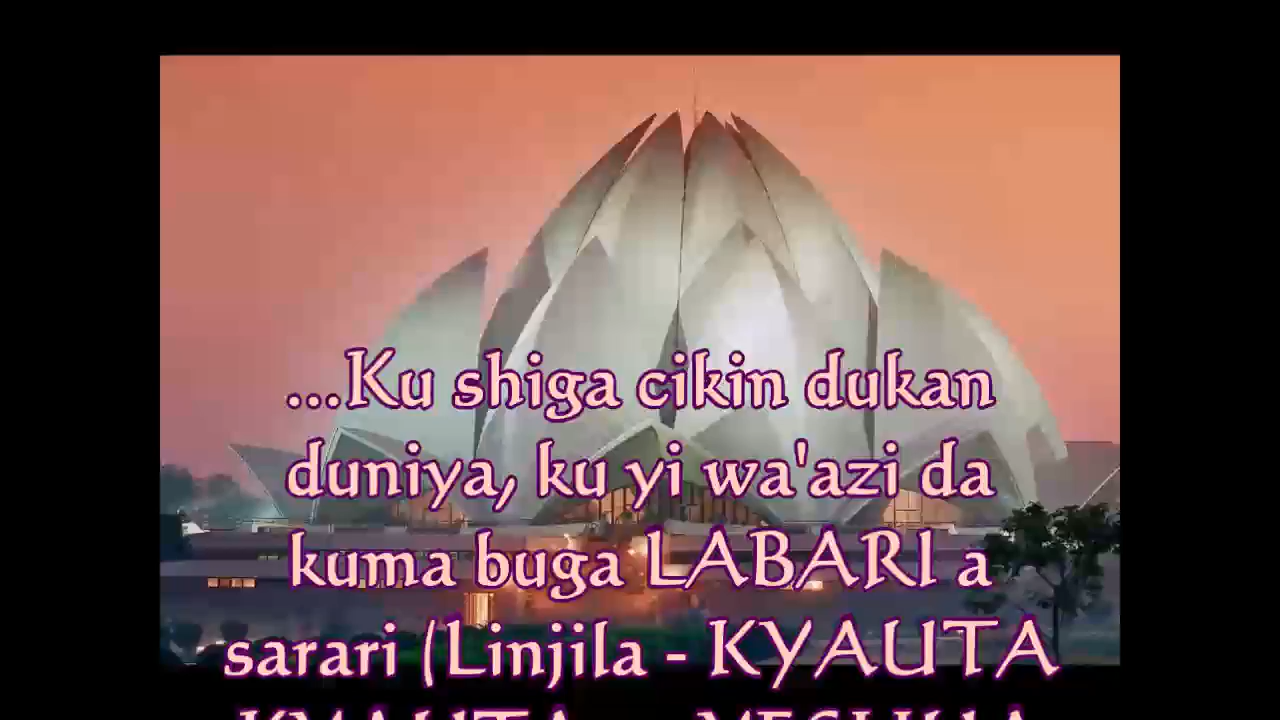 ...Ku shiga cikin dukan
duniya, ku yi wa'azi da
kuma buga LABARI a
sarari (Linjila - KYAUTA